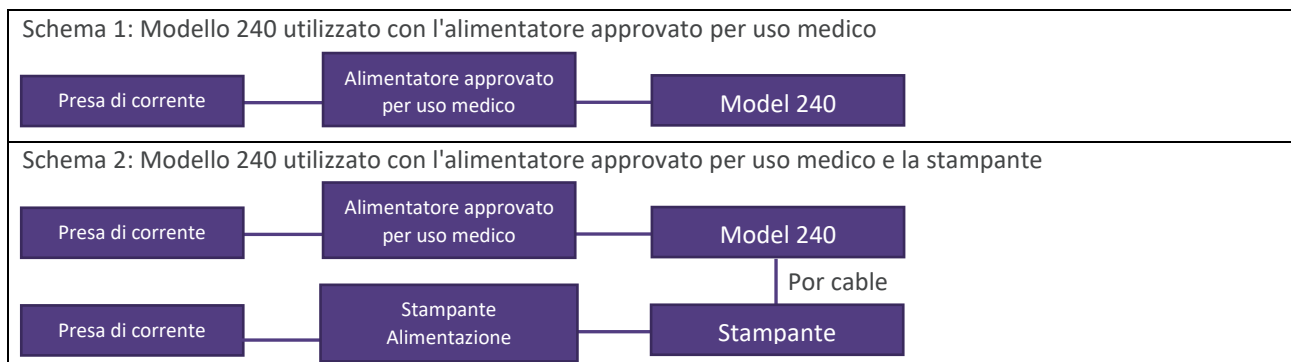 Schema 1: Modello 240 utilizzato con l'alimentatore approvato per uso medico
Presa di corrente
Alimentatore approvato
per uso medico
Model 240
Schema 2: Modello 240 utilizzato con l'alimentatore approvato per uso medico e la stampante
Presa di corrente
Alimentatore approvato
per uso medico
Model 240
Por cable
Presa di corrente
Stampante
Alimentazione
Stampante